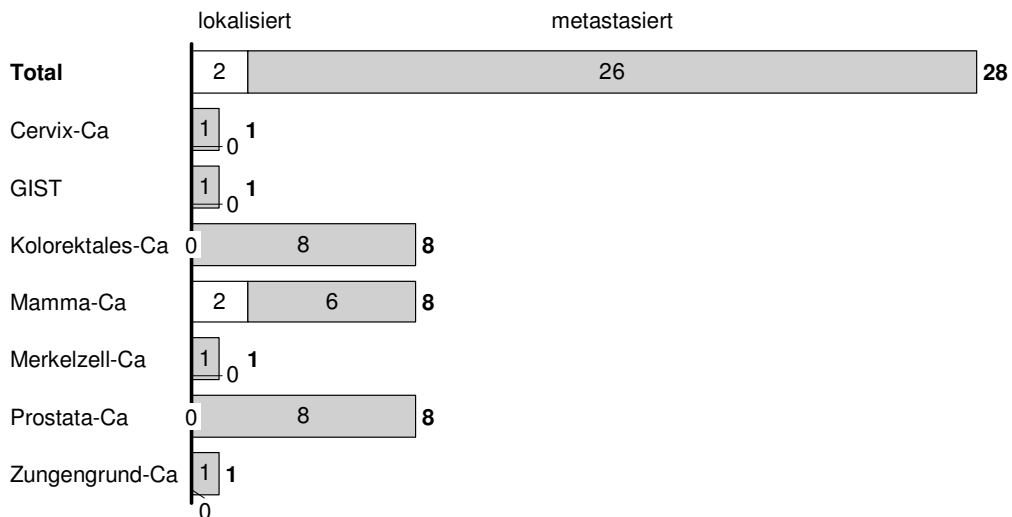 lokalisiert metastasiert
Total 2 26 28
Cervix-Ca 1 0 1
GIST 1 0 1
Kolorektales-Ca 0 8 8
Mamma-Ca 2 6 8
Merkelzell-Ca 1 0 1
Prostata-Ca 0 8 8
Zungengrund-Ca 1 1
0